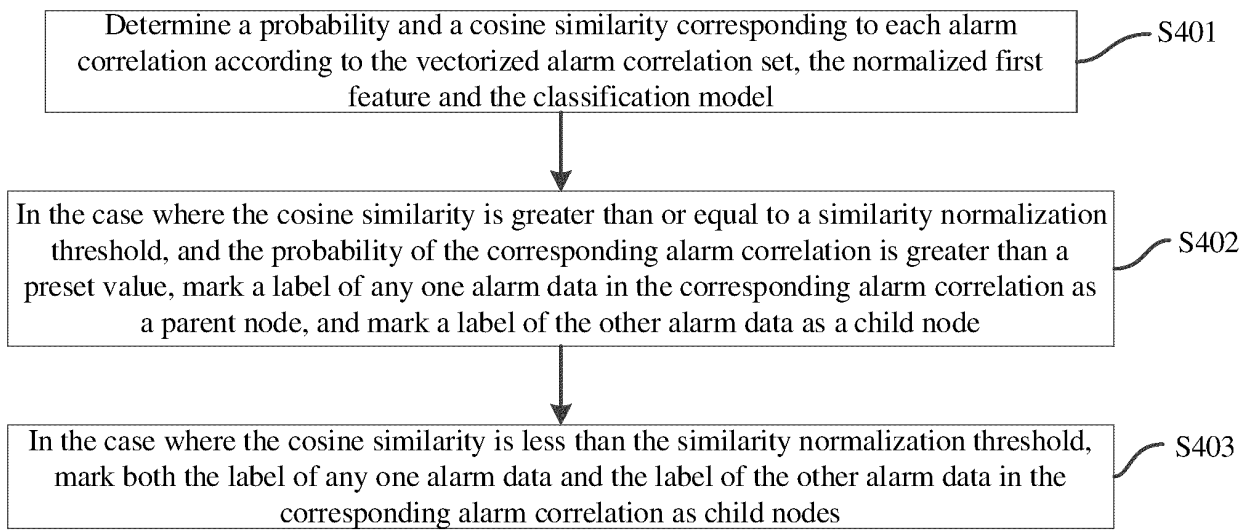 Determine a probability and a cosine similarity corresponding to each alarm
correlation according to the vectorized alarm correlation set, the normalized first
feature and the classification model
S401
In the case where the cosine similarity is greater than or equal to a similarity normalization
threshold, and the probability of the corresponding alarm correlation is greater than a
preset value, mark a label of any one alarm data in the corresponding alarm correlation as
a parent node, and mark a label of the other alarm data as a child node
S402
In the case where the cosine similarity is less than the similarity normalization threshold,
mark both the label of any one alarm data and the label of the other alarm data in the
corresponding alarm correlation as child nodes
S403